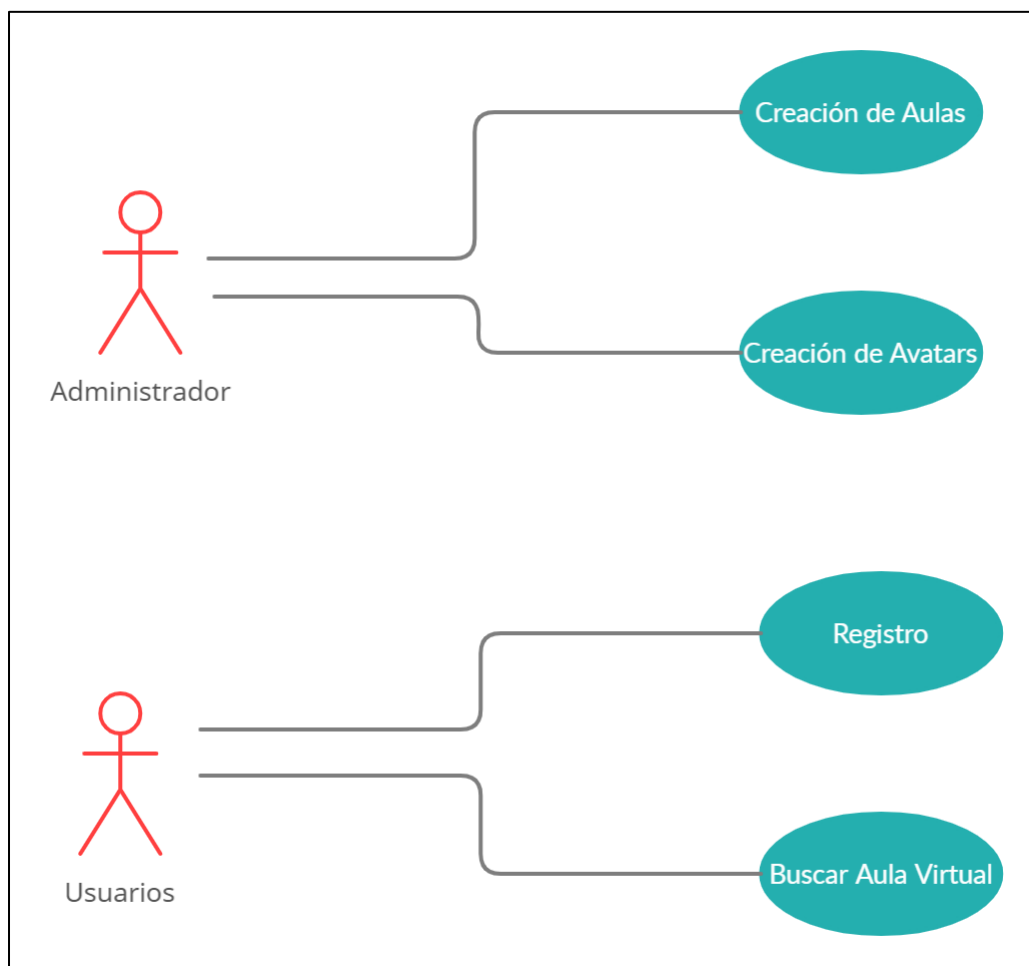 Creación de Aulas
Creación de Avatars
Administrador
Registro
Buscar Aula Virtual
Usuarios